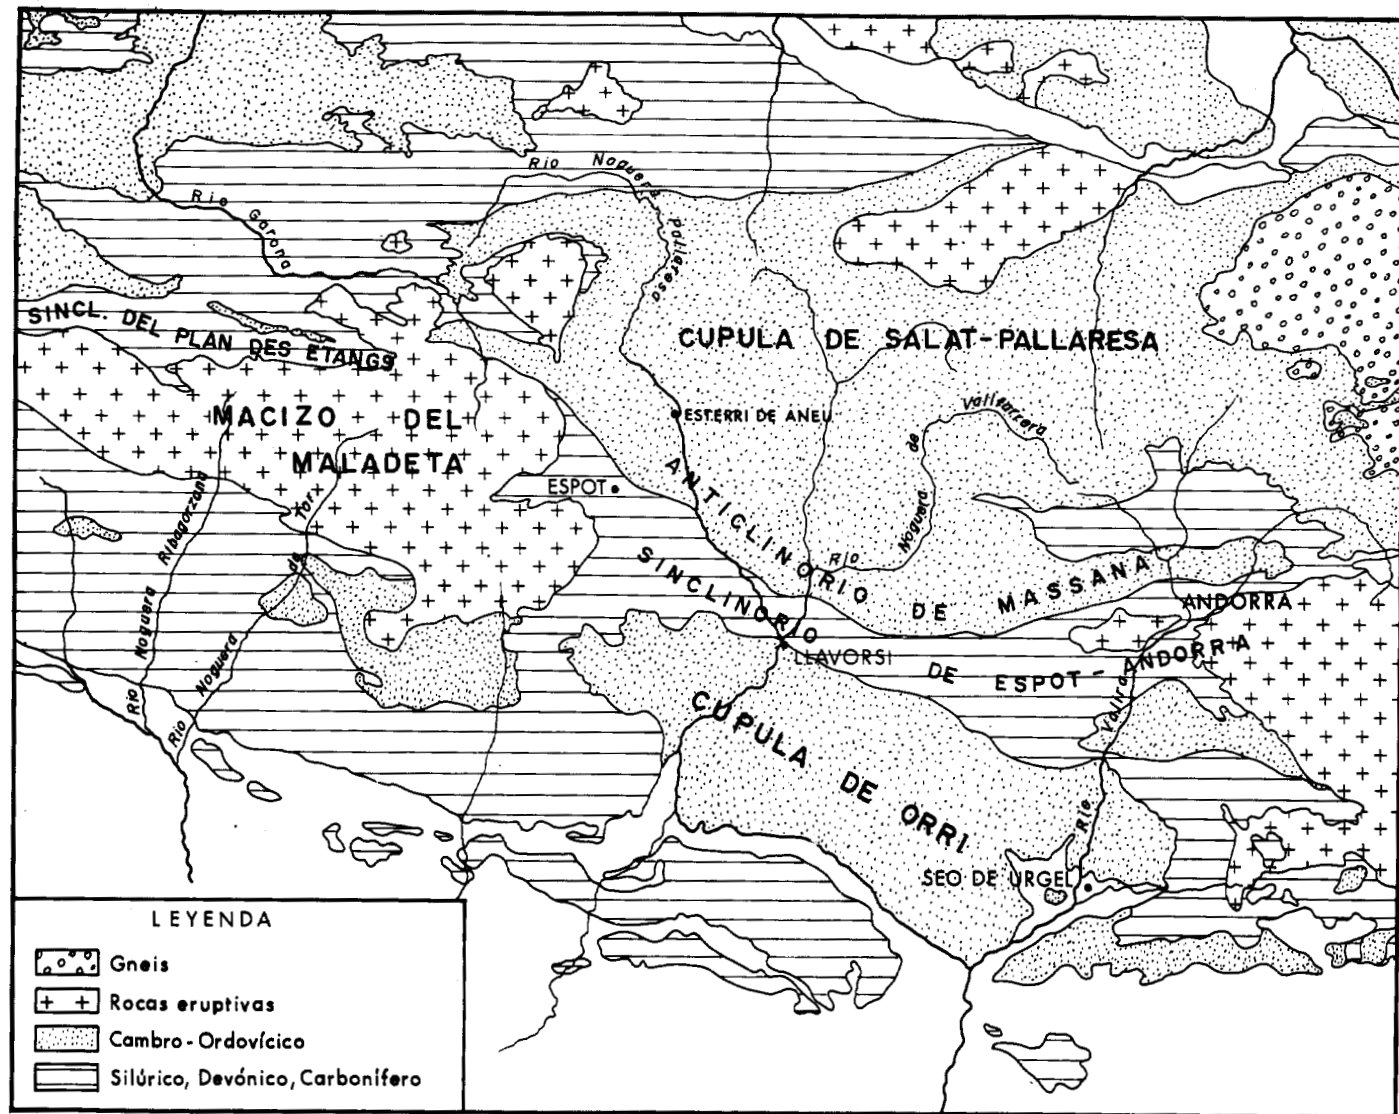 Rio Noguera Pallaresa
Rio Garona
SINCL. DEL PLAN DES ETANGS
CUPULA DE SALAT-PALLARESA
MACIZO DEL
MALADETA
ESTERRI DE ANEU
Rio Noguera de Vallferrera
ESPOT
ANTICLINORIO DE MASSANA
SINCLINORIO DE ESPOT-ANDORRA
ANDORRA
LLAVORSI
Rio Noguera Ribagorzana
Rio Noguera de Tor
CUPULA DE ORRI
Rio Valira
SEO DE URGEL
LEYENDA
Gneis
Rocas eruptivas
Cambro-Ordovícico
Silúrico, Devónico, Carbonífero